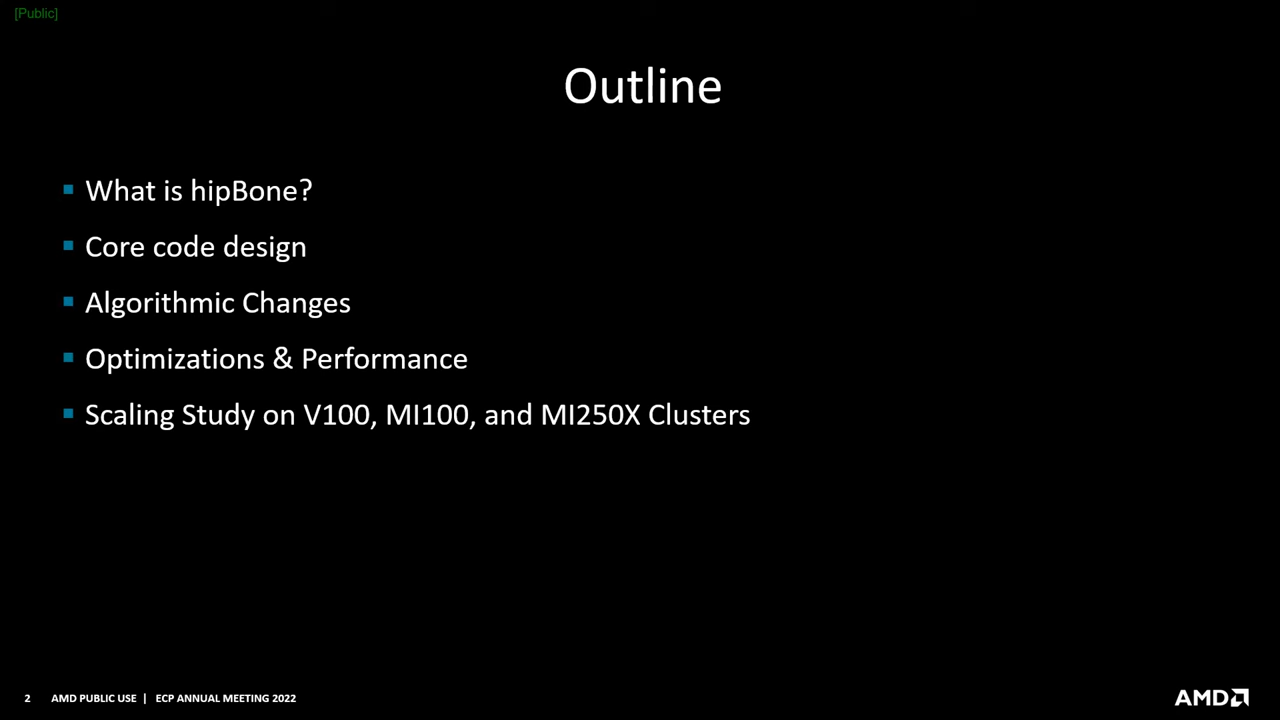 [Public]
Outline
What is hipBone?
Core code design
Algorithmic Changes
Optimizations & Performance
Scaling Study on V100, MI100, and MI250X Clusters
2 AMD PUBLIC USE | ECP ANNUAL MEETING 2022
AMD